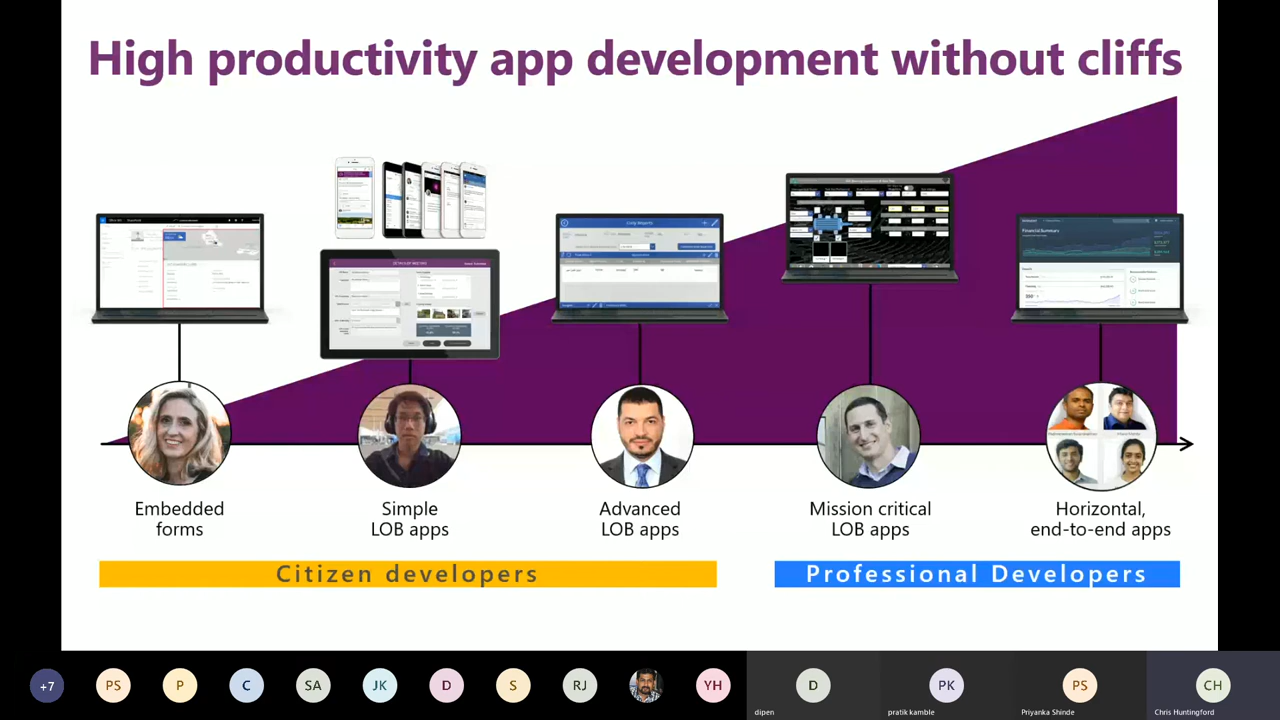 High productivity app development without cliffs
Financial Summary
Embedded
forms
Simple
LOB apps
Advanced
LOB apps
Mission critical
LOB apps
Horizontal,
end-to-end apps
Citizen developers
Professional Developers
+7
PS
P
C
SA
JK
D
S
RJ
YH
D
PK
PS
CH
dipen
pratik kamble
Priyanka Shinde
Chris Huntingford